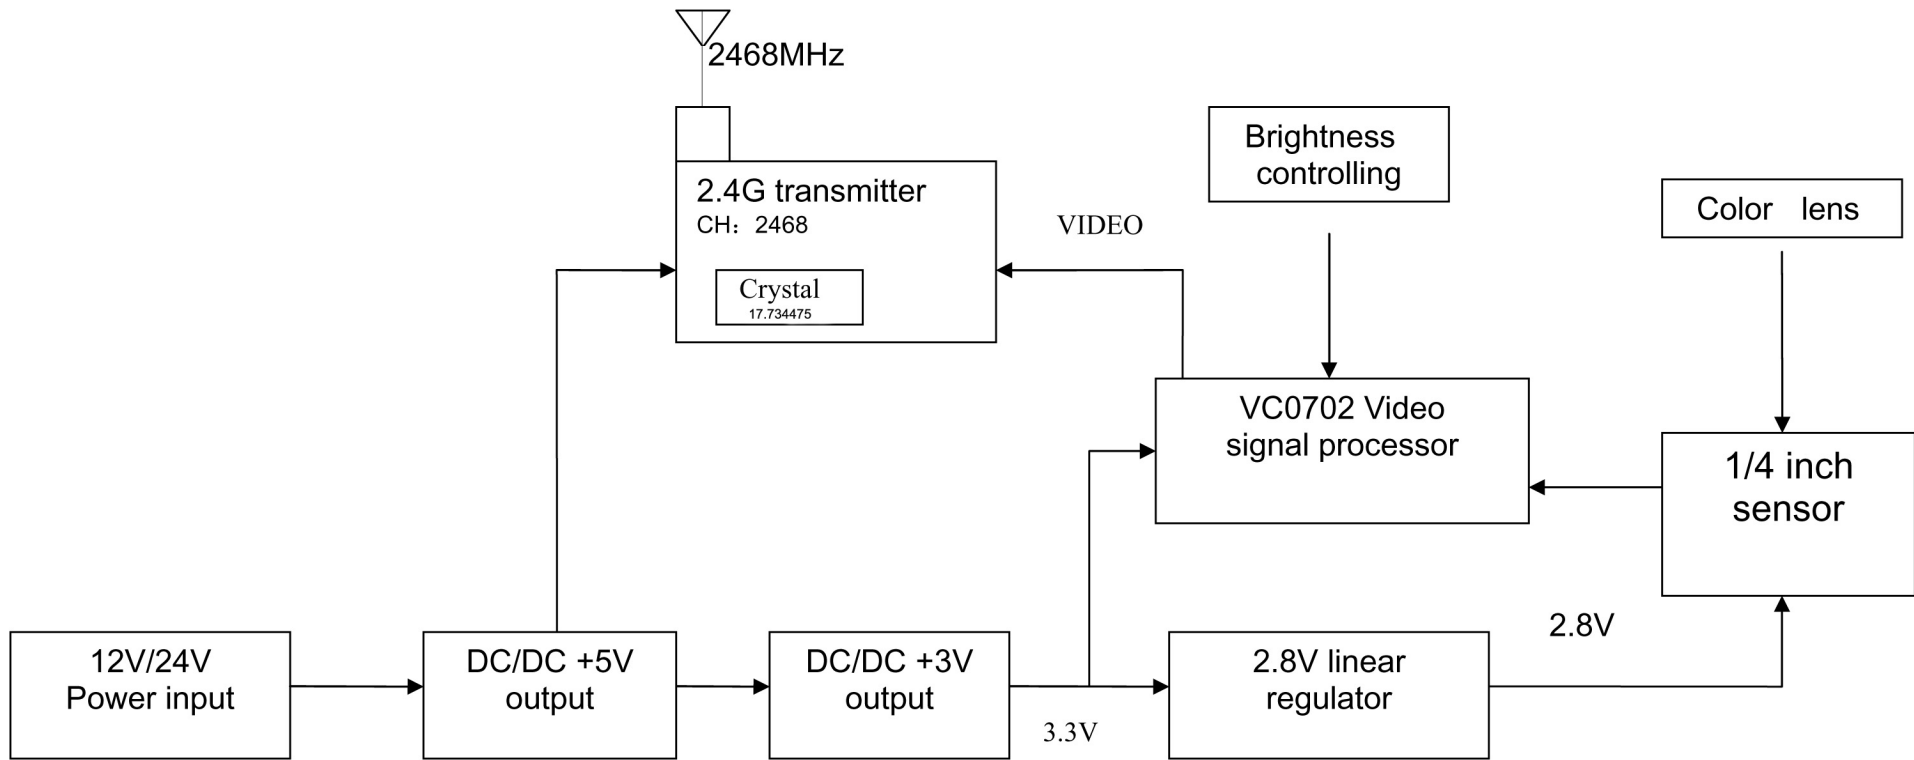 2468MHz
2.4G transmitter
CH：2468
Crystal
17.734475
VIDEO
Brightness
controlling
Color lens
VC0702 Video
signal processor
1/4 inch
sensor
12V/24V
Power input
DC/DC +5V
output
DC/DC +3V
output
3.3V
2.8V linear
regulator
2.8V